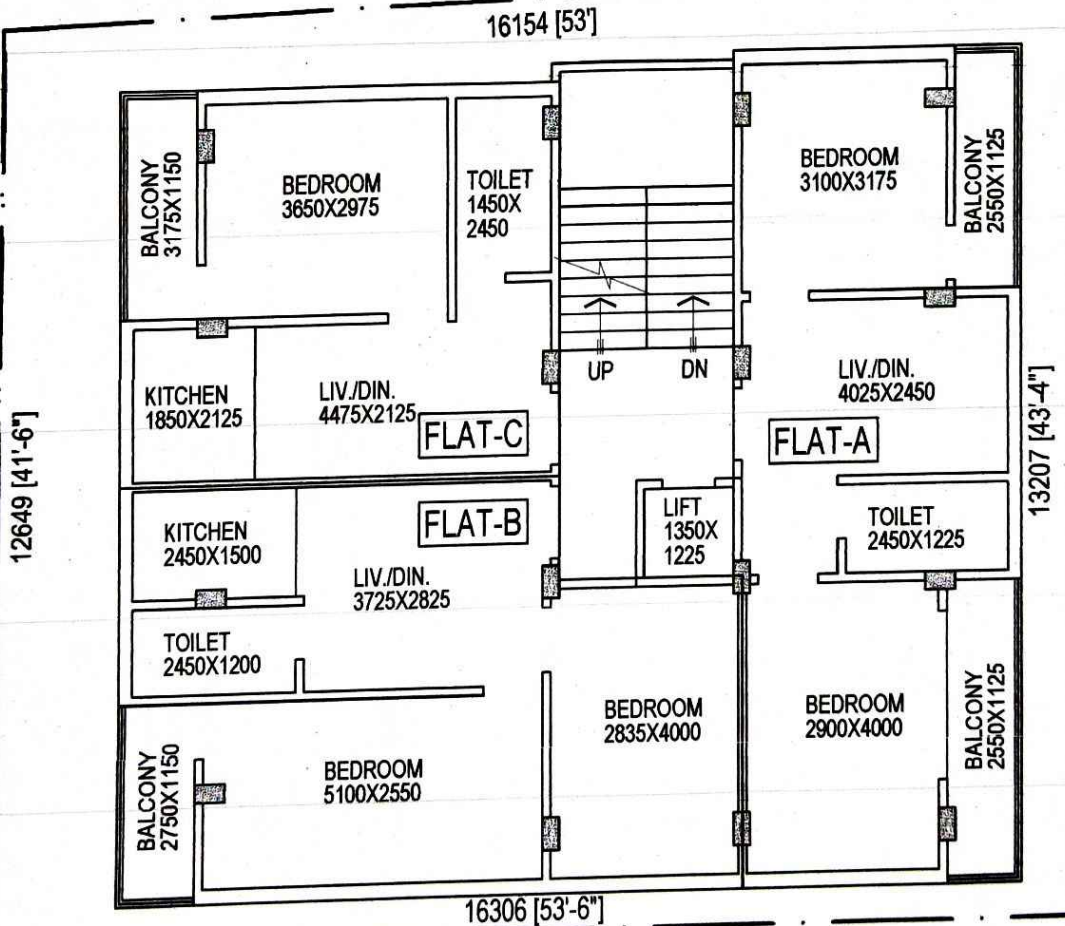 16154 [53']
BALCONY
3175X1150
BEDROOM
3650X2975
TOILET
1450X
2450
BEDROOM
3100X3175
BALCONY
2550X1125
UP
DN
KITCHEN
1850X2125
LIV./DIN.
4475X2125
FLAT-C
LIV./DIN.
4025X2450
FLAT-A
12649 [41'-6"]
13207 [43'-4"]
KITCHEN
2450X1500
FLAT-B
LIFT
1350X
1225
TOILET
2450X1225
LIV./DIN.
3725X2825
TOILET
2450X1200
BEDROOM
2835X4000
BEDROOM
2900X4000
BALCONY
2550X1125
BALCONY
2750X1150
BEDROOM
5100X2550
16306 [53'-6"]